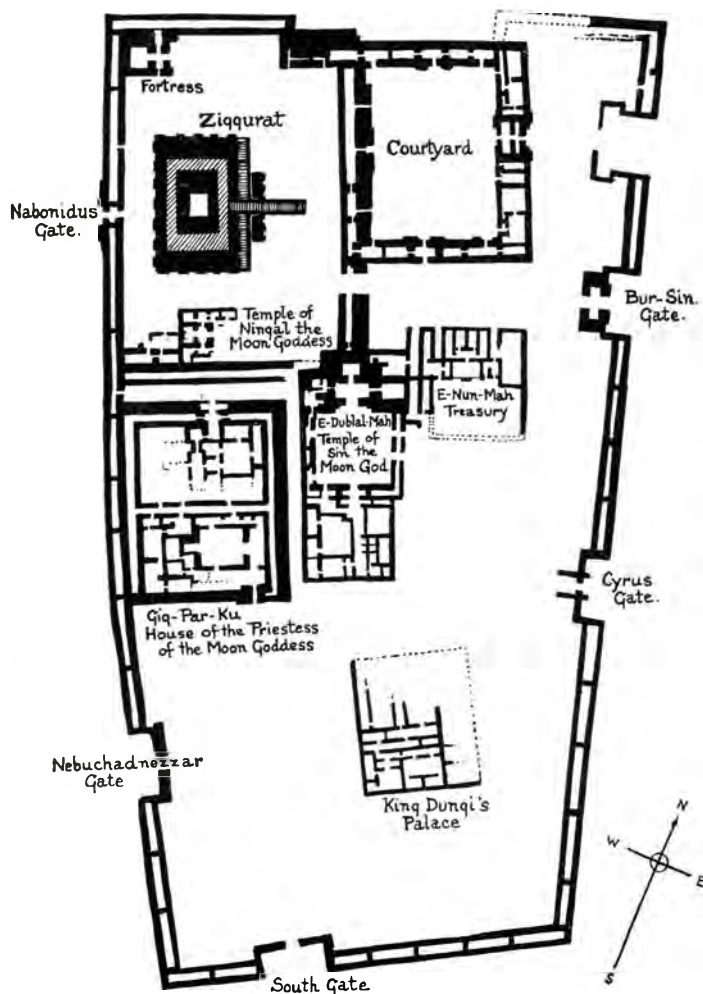 Fortress
Ziqqurat
Courtyard
Nabonidus
Gate.
Bur-Sin.
Gate.
Temple of
Ningal the
Moon Goddess
E-Nun-Mah
Treasury
E-Dublal-Mah
Temple of
Sin the
Moon God
Cyrus
Gate.
Giq-Par-Ku
House of the Priestess
of the Moon Goddess
Nebuchadnezzar
Gate
King Dungi's
Palace
N
W
E
S
South Gate